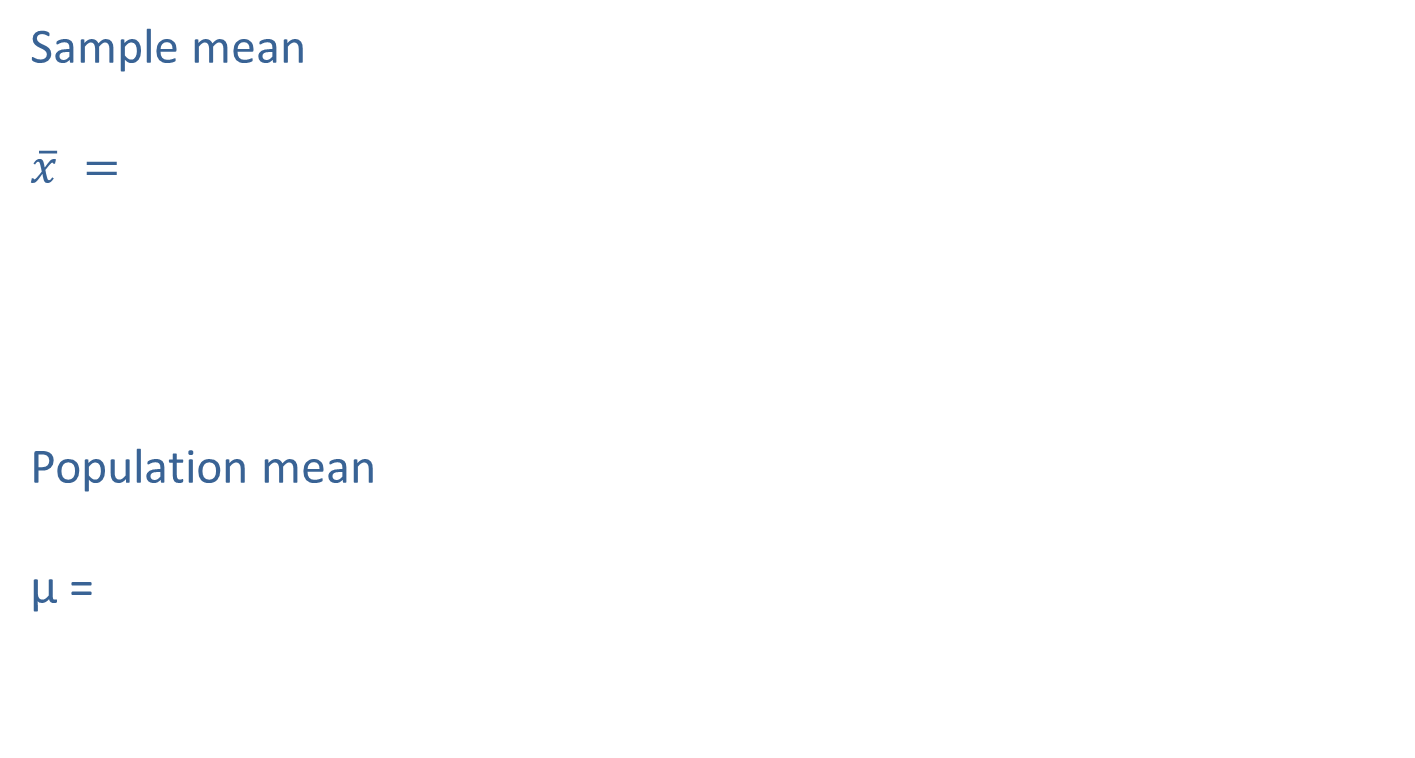 Sample mean
x̄ =
Population mean
µ =